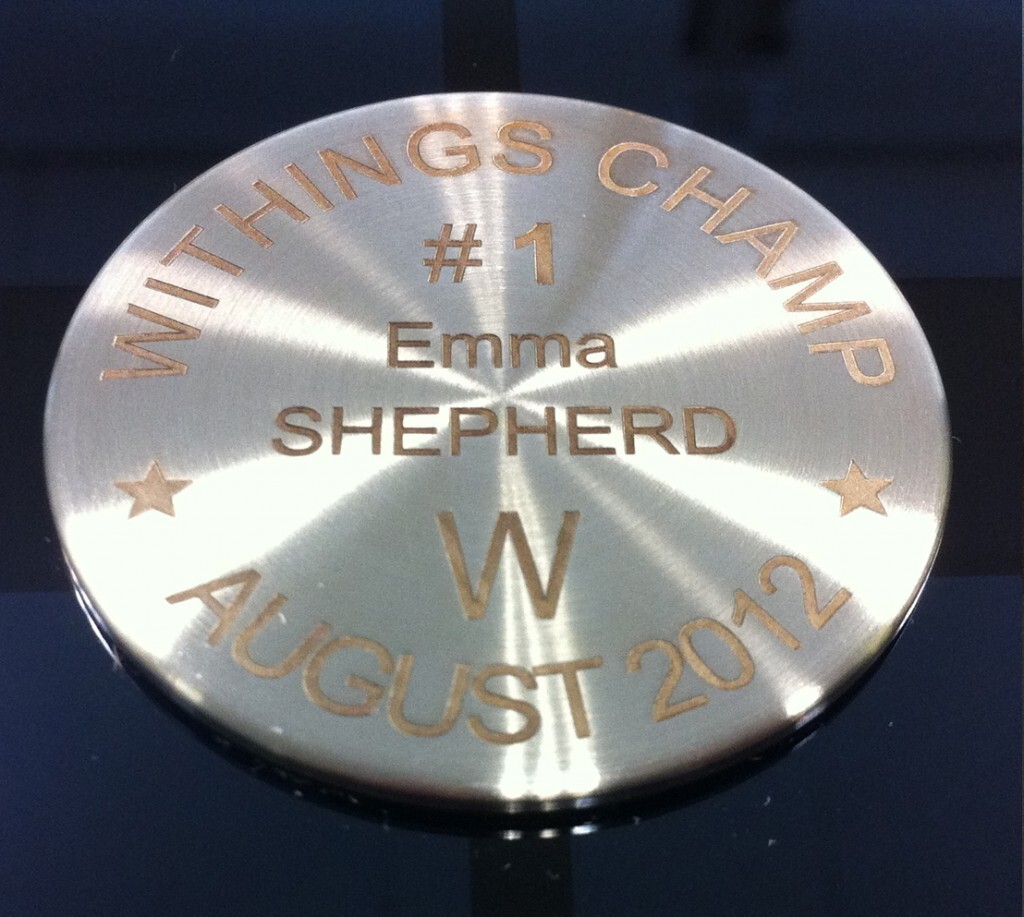 WITHINGS CHAMP
# 1
Emma
SHEPHERD
W
AUGUST 2012